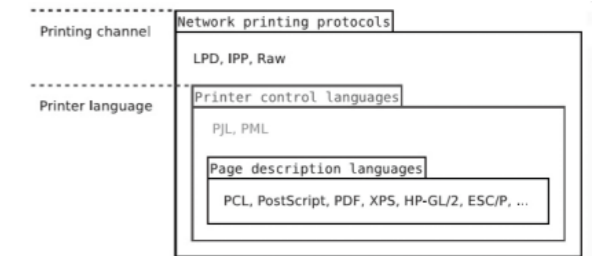 Network printing protocols
Printing channel
LPD, IPP, Raw
Printer control languages
Printer language
PJL, PML
Page description languages
PCL, PostScript, PDF, XPS, HP-GL/2, ESC/P, ...